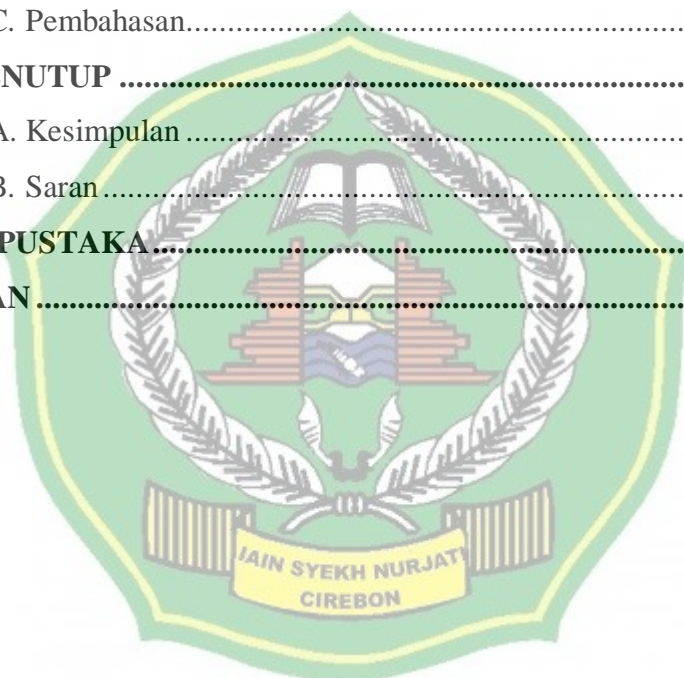 C. Pembahasan..........................................................................
NUTUP ..........................................................................
A. Kesimpulan ..........................................................................
B. Saran ..........................................................................
PUSTAKA..........................................................................
AN ..........................................................................
IAIN SYEKH NURJATI
CIREBON